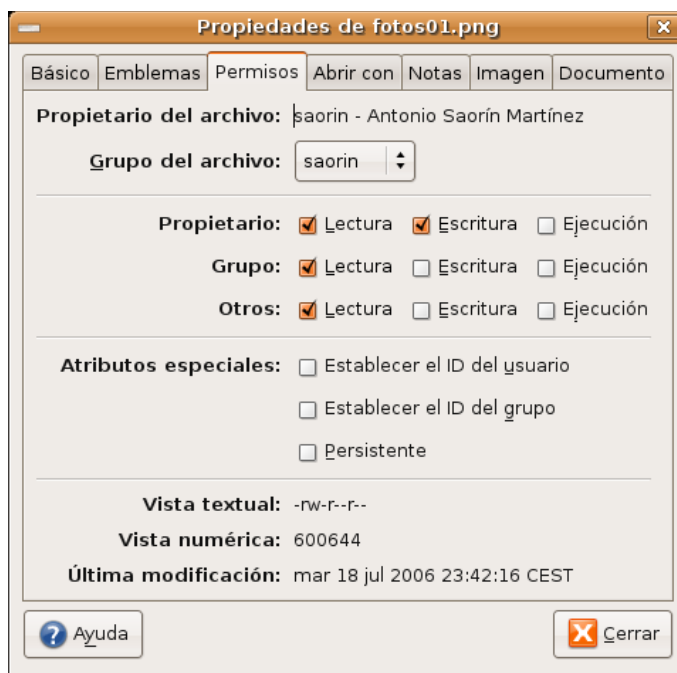 Propiedades de fotos01.png
Básico Emblemas Permisos Abrir con Notas Imagen Documento
Propietario del archivo: saorin - Antonio Saorín Martínez
Grupo del archivo: saorin
Propietario: Lectura Escritura Ejecución
Grupo: Lectura Escritura Ejecución
Otros: Lectura Escritura Ejecución
Atributos especiales: Establecer el ID del usuario
Establecer el ID del grupo
Persistente
Vista textual: -rw-r--r--
Vista numérica: 600644
Última modificación: mar 18 jul 2006 23:42:16 CEST
Ayuda Cerrar